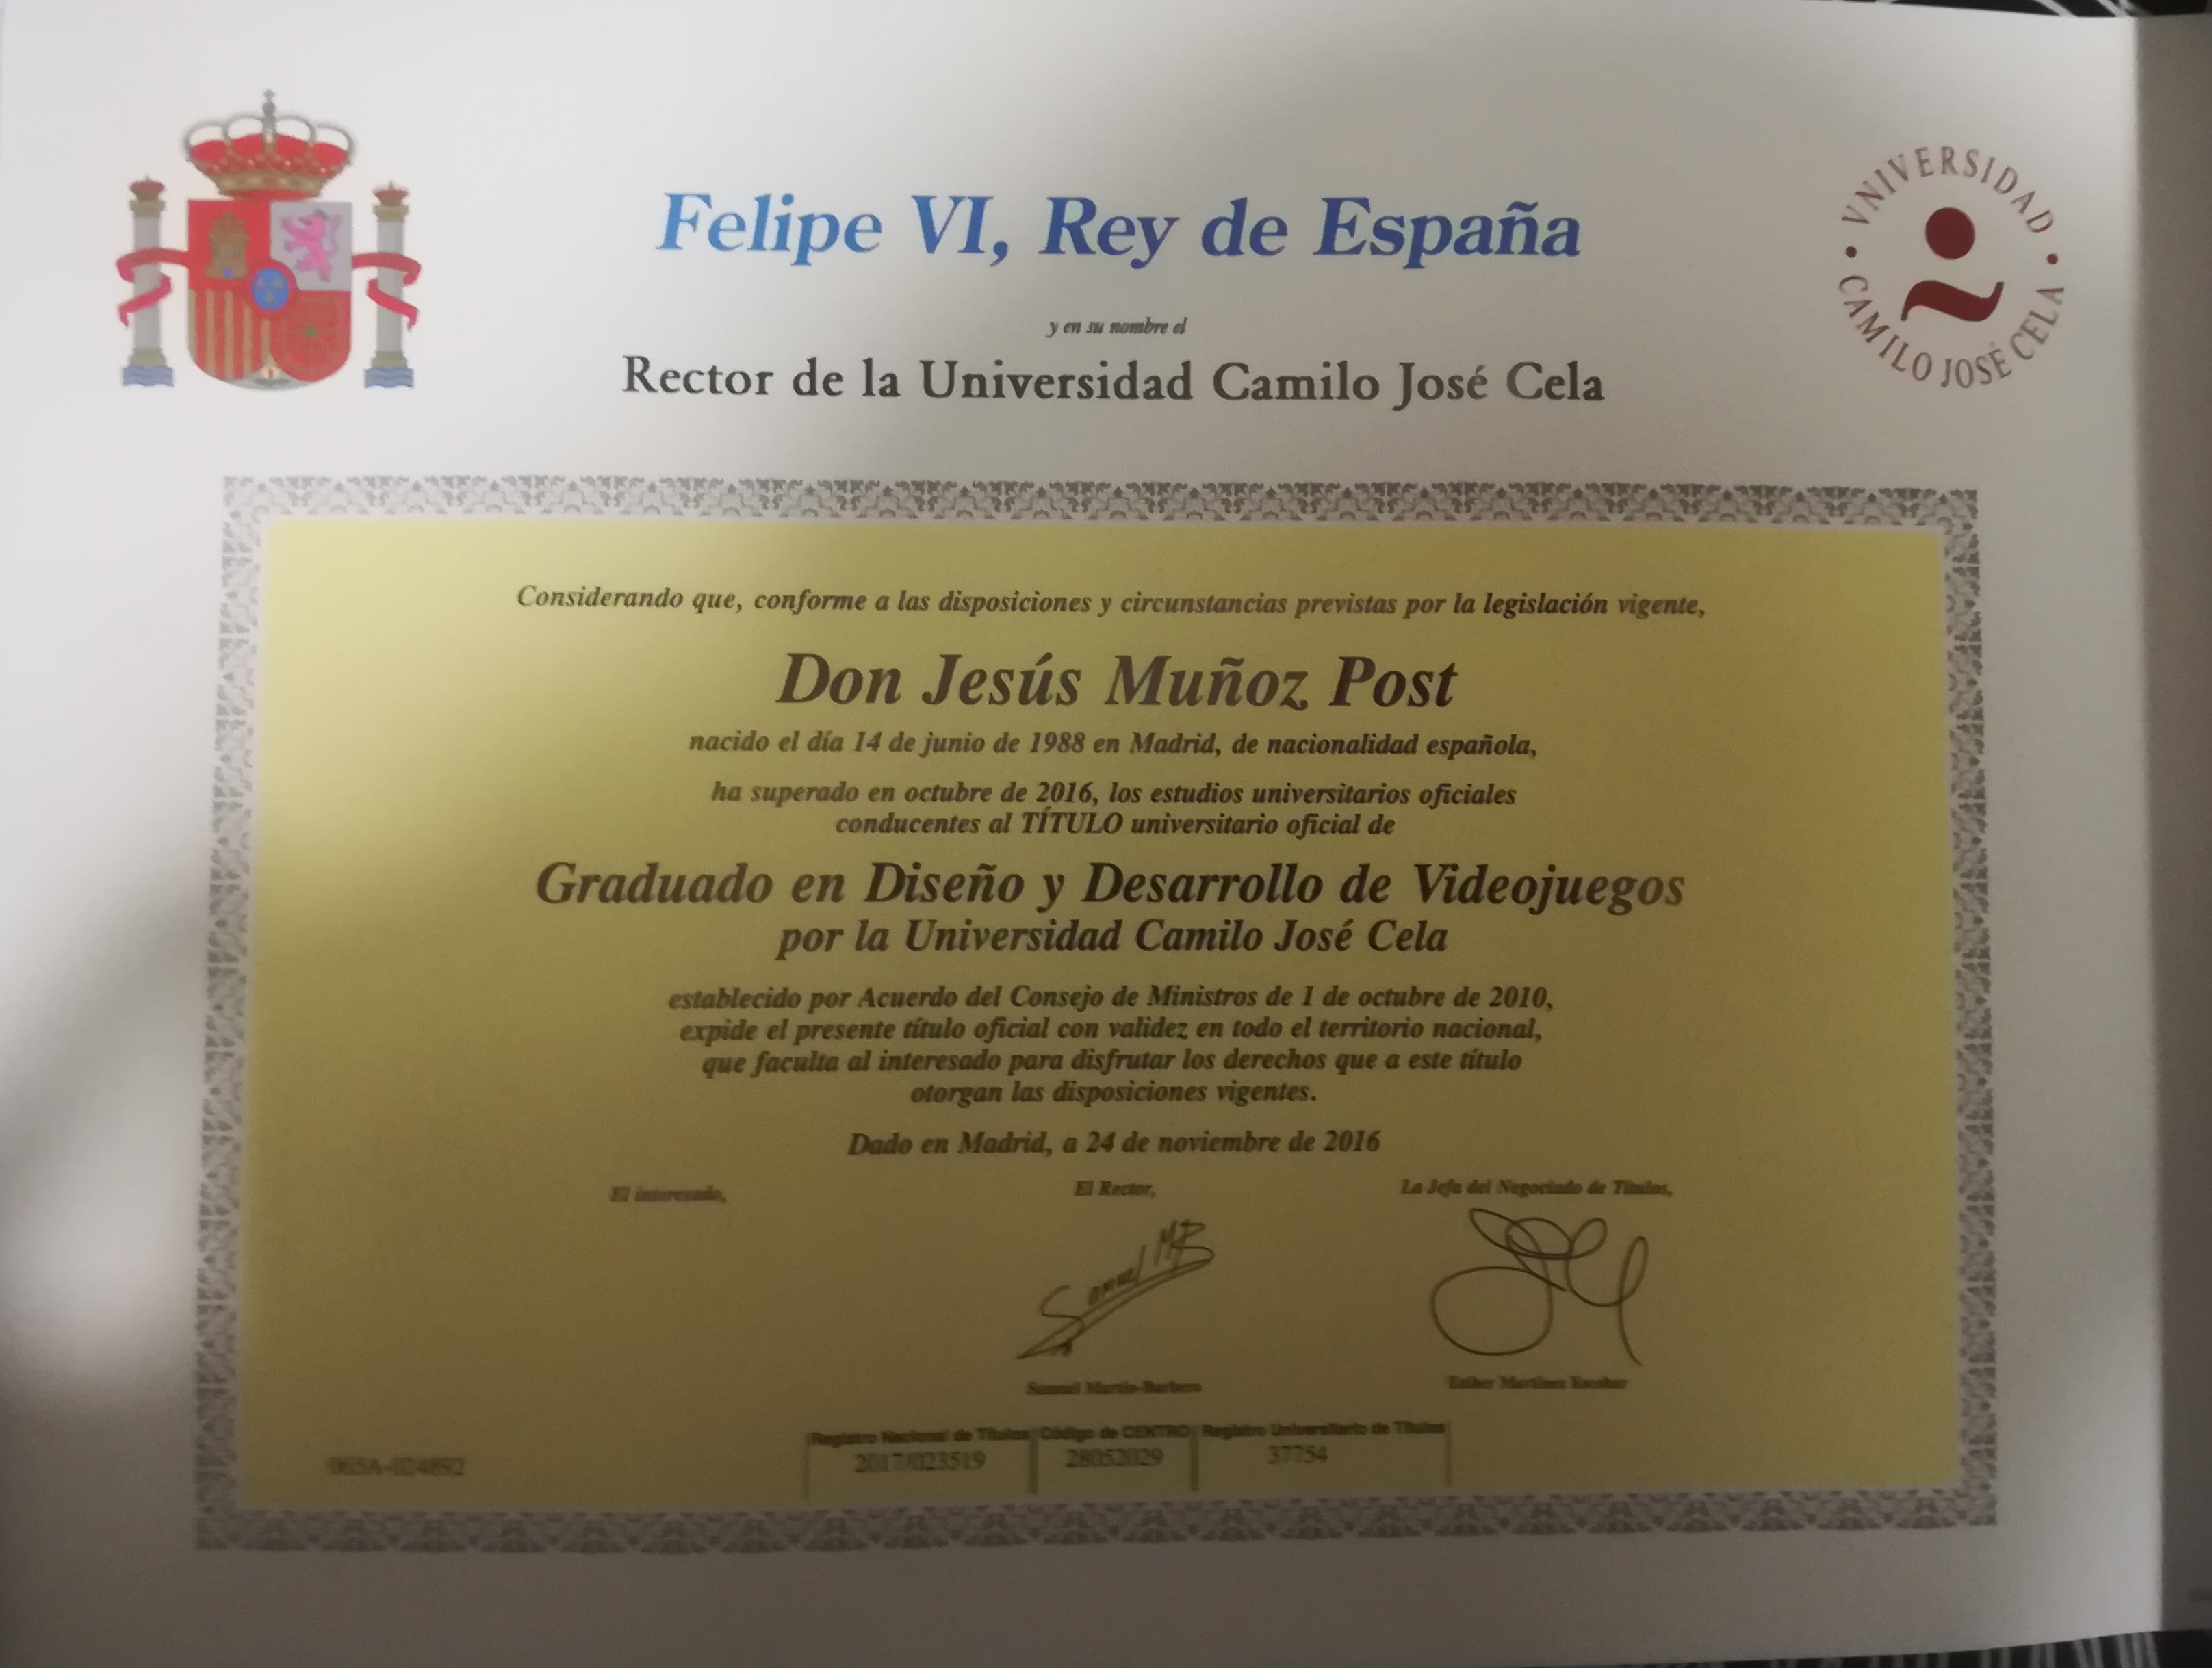 Felipe VI, Rey de España
y en su nombre el
Rector de la Universidad Camilo José Cela
VNIVERSIDAD
CAMILO JOSÉ CELA
Considerando que, conforme a las disposiciones y circunstancias previstas por la legislación vigente,
Don Jesús Muñoz Post
nacido el día 14 de junio de 1988 en Madrid, de nacionalidad española,
ha superado en octubre de 2016, los estudios universitarios oficiales
conducentes al TÍTULO universitario oficial de
Graduado en Diseño y Desarrollo de Videojuegos
por la Universidad Camilo José Cela
establecido por Acuerdo del Consejo de Ministros de 1 de octubre de 2010,
expide el presente título oficial con validez en todo el territorio nacional,
que faculta al interesado para disfrutar los derechos que a este título
otorgan las disposiciones vigentes.
Dado en Madrid, a 24 de noviembre de 2016
El interesado,
El Rector,
La Jefa del Negociado de Títulos,
Samuel MB
Samuel Martín-Barbero
Esther Martínez Escobar
Registro Nacional de Títulos Código de CENTRO Registro Universitario de Títulos
065A-024892
2017/023519 28052029 37754